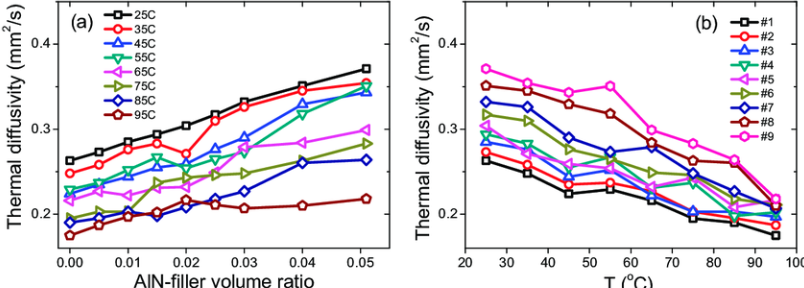 (a)
25C
35C
45C
55C
65C
75C
85C
95C
Thermal diffusivity (mm²/s)
0.4
0.3
0.2
0.00 0.01 0.02 0.03 0.04 0.05
AlN-filler volume ratio
(b)
#1
#2
#3
#4
#5
#6
#7
#8
#9
Thermal diffusivity (mm²/s)
0.4
0.3
0.2
20 30 40 50 60 70 80 90 100
T (°C)